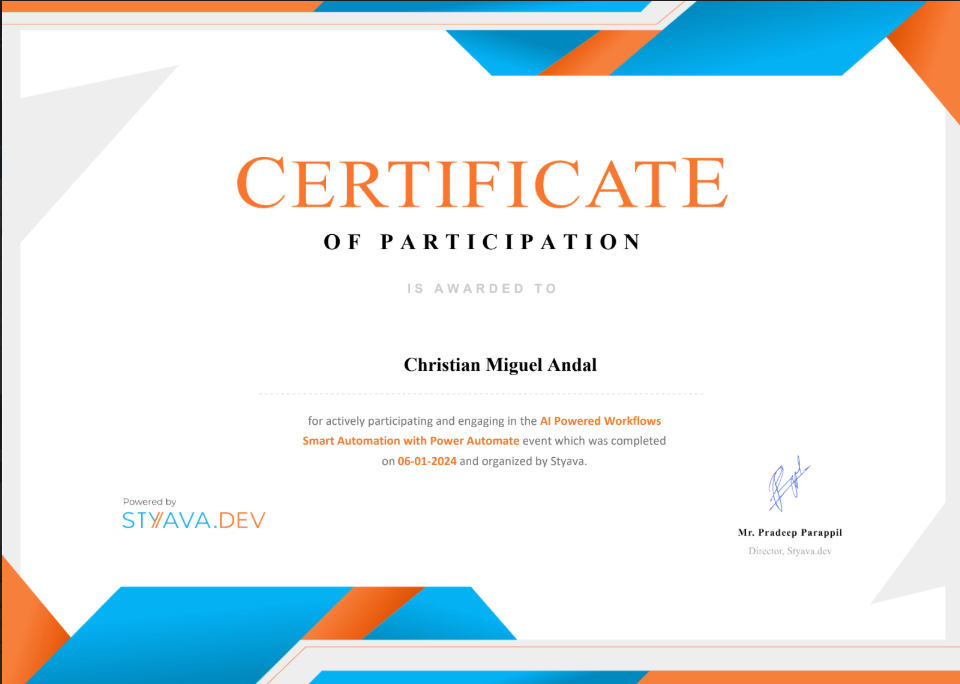 CERTIFICATE
OF PARTICIPATION
IS AWARDED TO
Christian Miguel Andal
for actively participating and engaging in the AI Powered Workflows
Smart Automation with Power Automate event which was completed
on 06-01-2024 and organized by Styava.
Powered by
STYAVA.DEV
Mr. Pradeep Parappil
Director, Styava.dev